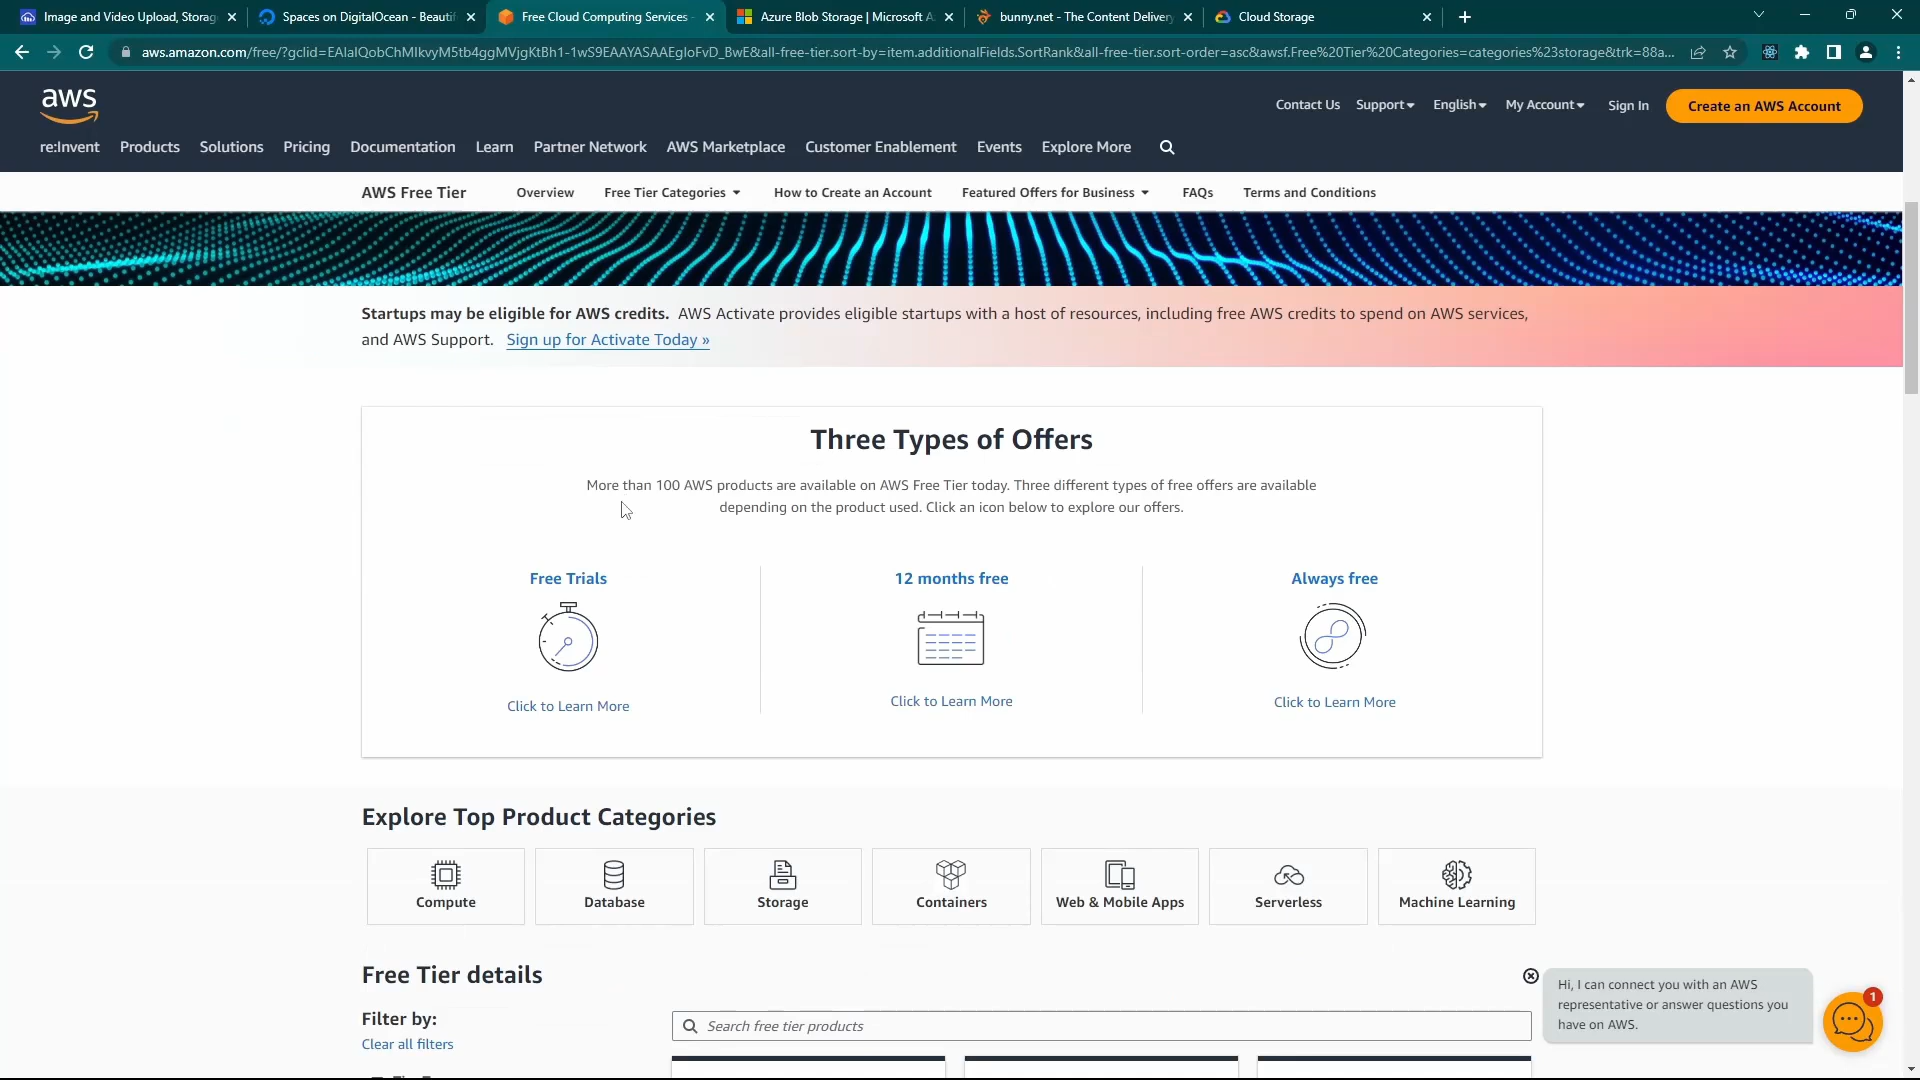 Image and Video Upload, Storag
Spaces on DigitalOcean - Beautif
Free Cloud Computing Services -
Azure Blob Storage | Microsoft A
bunny.net - The Content Delivery
Cloud Storage
aws.amazon.com/free/?gclid=EAIaIQobChMIkvyM5tb4ggMVjgKtBh1-1wS9EAAYASAAEgIoFvD_BwE&all-free-tier.sort-by=item.additionalFields.SortRank&all-free-tier.sort-order=asc&awsf.Free%20Tier%20Categories=categories%23storage&trk=88a...
aws
Contact Us
Support
English
My Account
Sign In
Create an AWS Account
re:Invent
Products
Solutions
Pricing
Documentation
Learn
Partner Network
AWS Marketplace
Customer Enablement
Events
Explore More
AWS Free Tier
Overview
Free Tier Categories
How to Create an Account
Featured Offers for Business
FAQs
Terms and Conditions
Startups may be eligible for AWS credits. AWS Activate provides eligible startups with a host of resources, including free AWS credits to spend on AWS services,
and AWS Support. Sign up for Activate Today »
Three Types of Offers
More than 100 AWS products are available on AWS Free Tier today. Three different types of free offers are available
depending on the product used. Click an icon below to explore our offers.
Free Trials
12 months free
Always free
Click to Learn More
Click to Learn More
Click to Learn More
Explore Top Product Categories
Compute
Database
Storage
Containers
Web & Mobile Apps
Serverless
Machine Learning
Free Tier details
Filter by:
Clear all filters
Search free tier products
Hi, I can connect you with an AWS
representative or answer questions you
have on AWS.
1